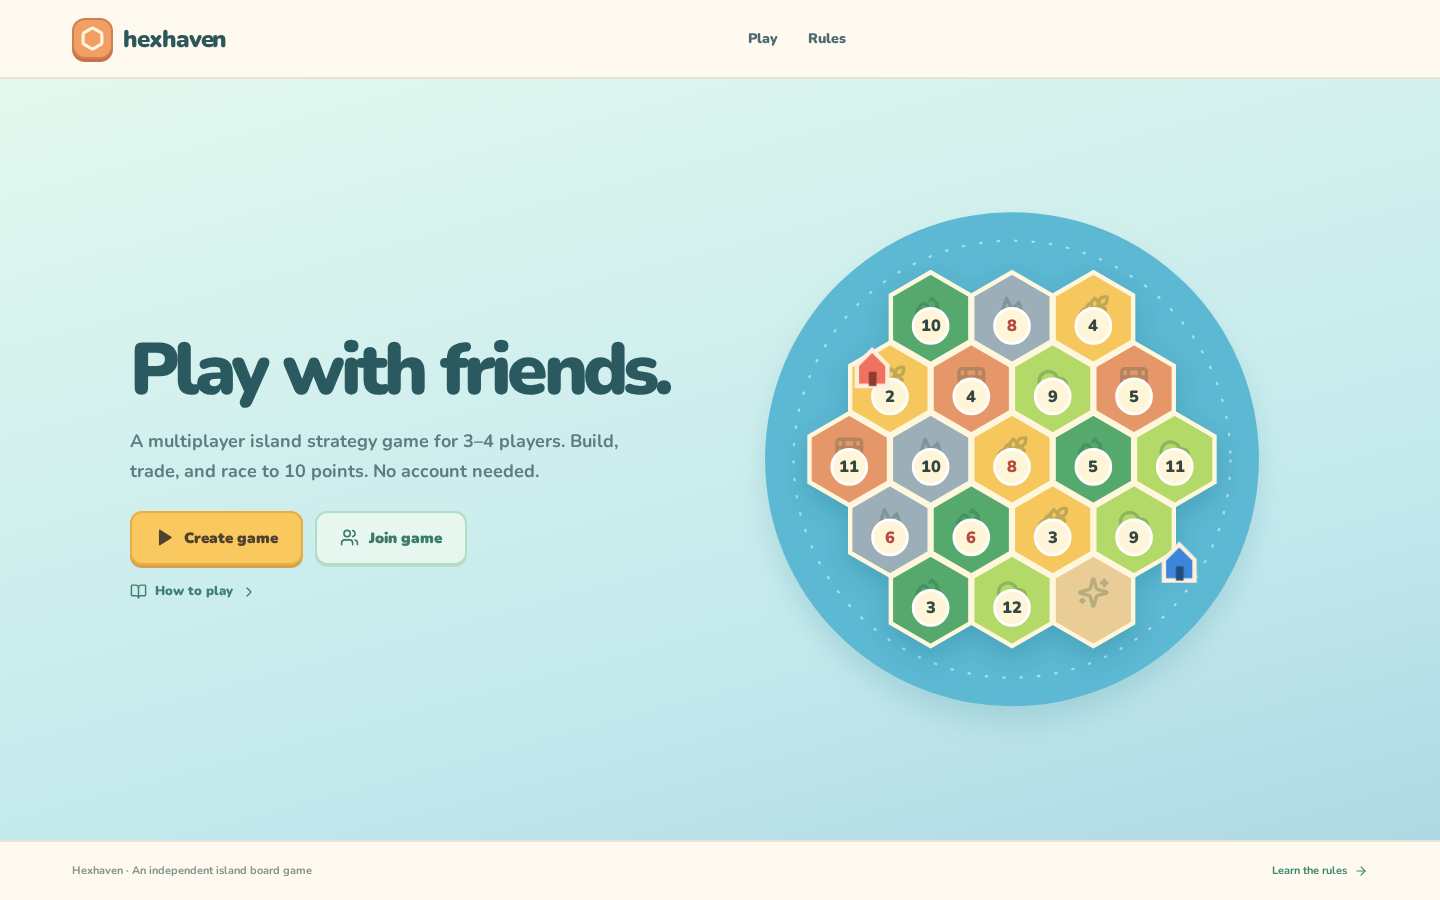 hexhaven
Play Rules
Play with friends.
A multiplayer island strategy game for 3–4 players. Build,
trade, and race to 10 points. No account needed.
Create game Join game
How to play
10 8 4
2 4 9 5
11 10 8 5 11
6 6 3 9
3 12
Hexhaven · An independent island board game
Learn the rules